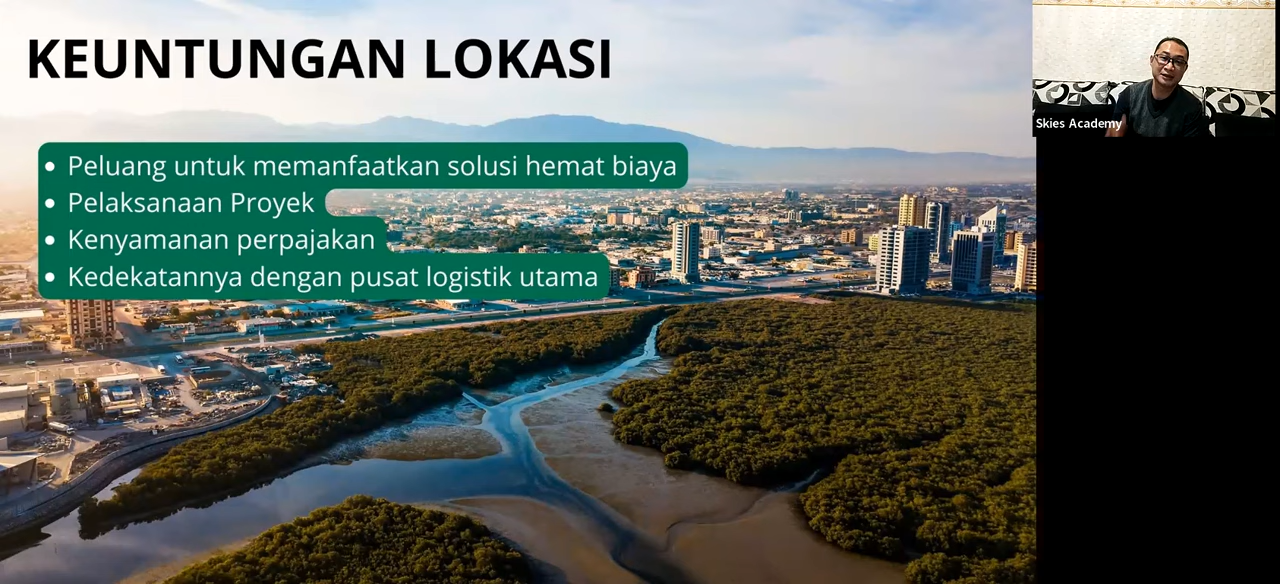 KEUNTUNGAN LOKASI
• Peluang untuk memanfaatkan solusi hemat biaya
• Pelaksanaan Proyek
• Kenyamanan perpajakan
• Kedekatannya dengan pusat logistik utama
Skies Academy